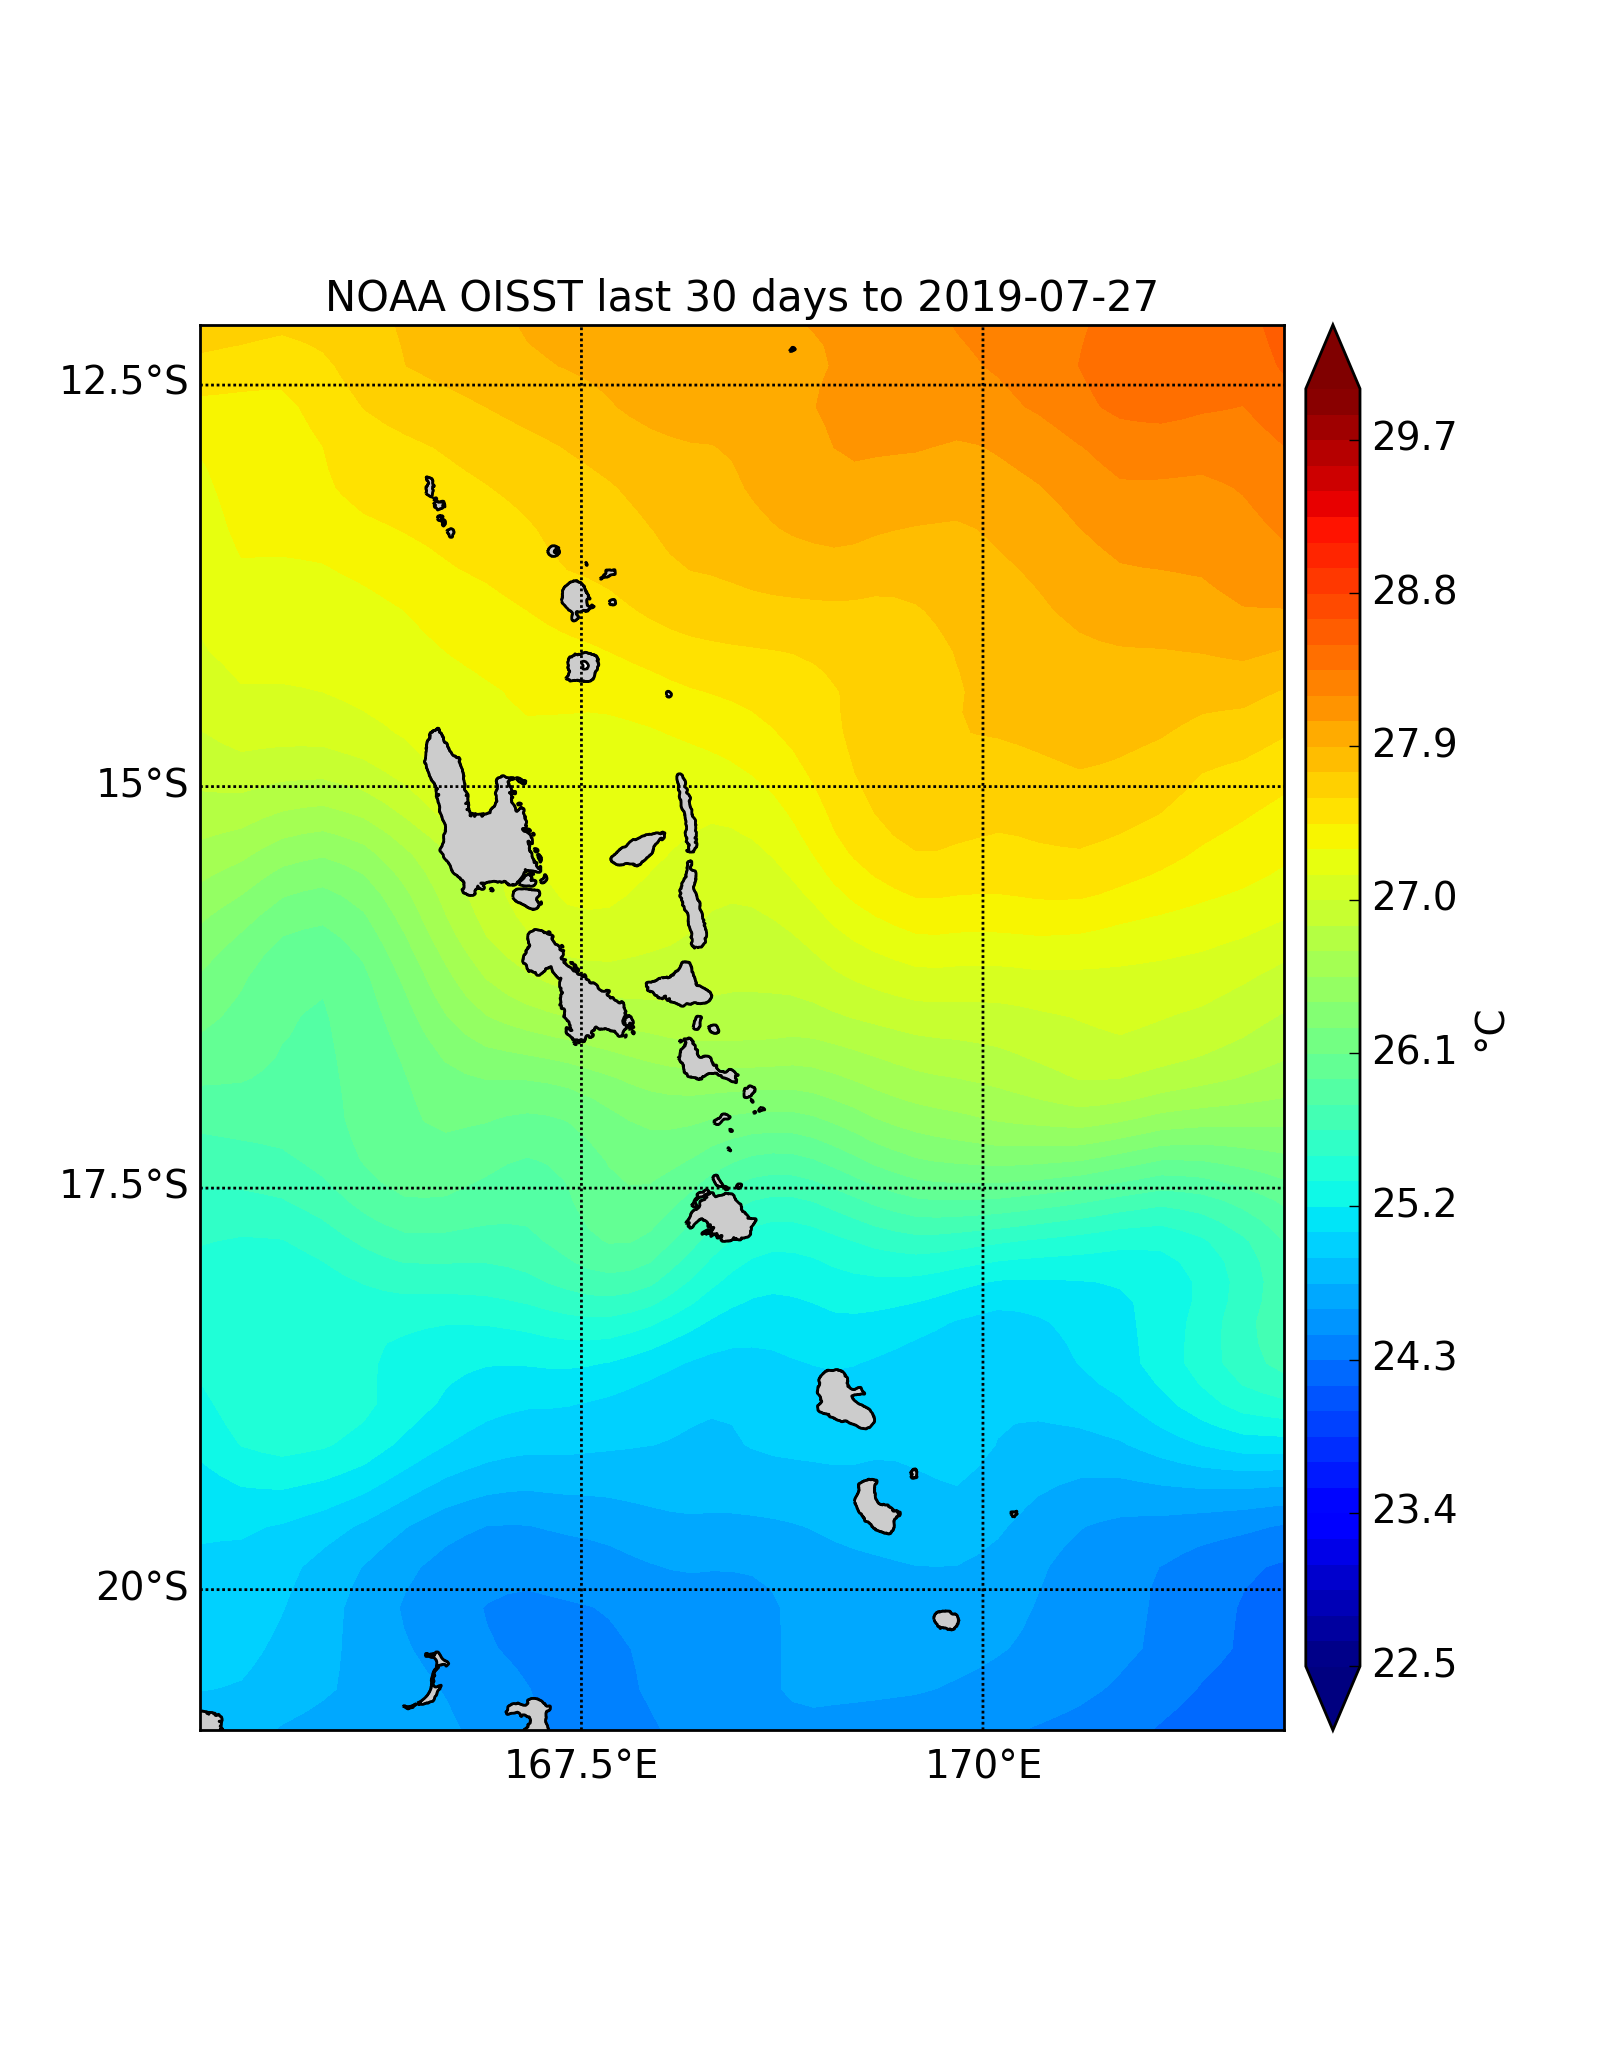 NOAA OISST last 30 days to 2019-07-27
12.5°S
15°S
17.5°S
20°S
167.5°E
170°E
29.7
28.8
27.9
27.0
26.1
25.2
24.3
23.4
22.5
°C